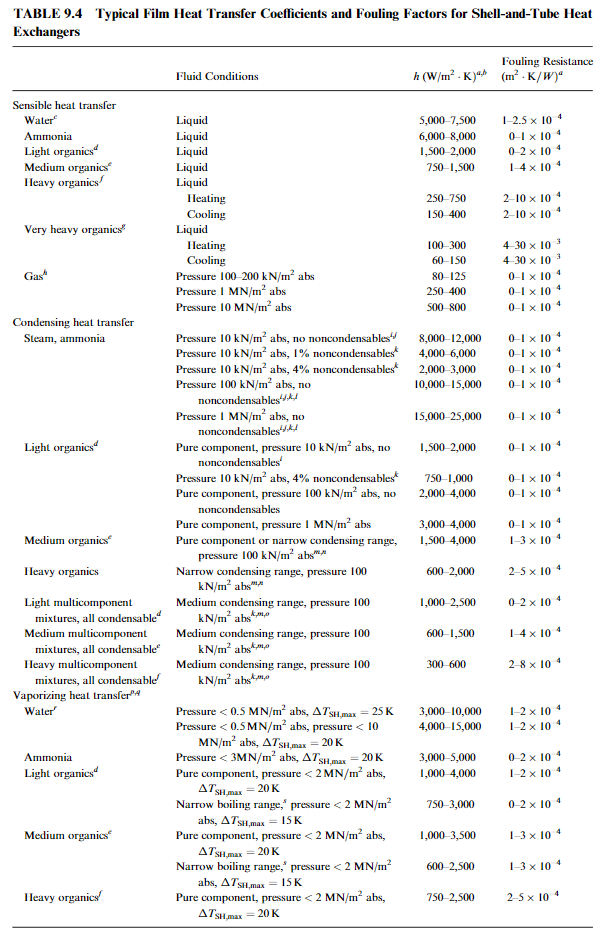 TABLE 9.4 Typical Film Heat Transfer Coefficients and Fouling Factors for Shell-and-Tube Heat
Exchangers
Fouling Resistance
Fluid Conditions h (W/m² · K)ᵃ,ᵇ (m² · K/W)ᵃ
Sensible heat transfer
Waterᶜ Liquid 5,000–7,500 1–2.5 × 10⁻⁴
Ammonia Liquid 6,000–8,000 0–1 × 10⁻⁴
Light organicsᵈ Liquid 1,500–2,000 0–2 × 10⁻⁴
Medium organicsᵉ Liquid 750–1,500 1–4 × 10⁻⁴
Heavy organicsᶠ Liquid
Heating 250–750 2–10 × 10⁻⁴
Cooling 150–400 2–10 × 10⁻⁴
Very heavy organicsᵍ Liquid
Heating 100–300 4–30 × 10⁻³
Cooling 60–150 4–30 × 10⁻³
Gasʰ Pressure 100–200 kN/m² abs 80–125 0–1 × 10⁻⁴
Pressure 1 MN/m² abs 250–400 0–1 × 10⁻⁴
Pressure 10 MN/m² abs 500–800 0–1 × 10⁻⁴
Condensing heat transfer
Steam, ammonia Pressure 10 kN/m² abs, no noncondensablesⁱ,ʲ 8,000–12,000 0–1 × 10⁻⁴
Pressure 10 kN/m² abs, 1% noncondensablesᵏ 4,000–6,000 0–1 × 10⁻⁴
Pressure 10 kN/m² abs, 4% noncondensablesᵏ 2,000–3,000 0–1 × 10⁻⁴
Pressure 100 kN/m² abs, no 10,000–15,000 0–1 × 10⁻⁴
noncondensablesⁱ,ʲ,ᵏ,ˡ
Pressure 1 MN/m² abs, no 15,000–25,000 0–1 × 10⁻⁴
noncondensablesⁱ,ʲ,ᵏ,ˡ
Light organicsᵈ Pure component, pressure 10 kN/m² abs, no 1,500–2,000 0–1 × 10⁻⁴
noncondensablesⁱ
Pressure 10 kN/m² abs, 4% noncondensablesᵏ 750–1,000 0–1 × 10⁻⁴
Pure component, pressure 100 kN/m² abs, no 2,000–4,000 0–1 × 10⁻⁴
noncondensables
Pure component, pressure 1 MN/m² abs 3,000–4,000 0–1 × 10⁻⁴
Medium organicsᵉ Pure component or narrow condensing range, 1,500–4,000 1–3 × 10⁻⁴
pressure 100 kN/m² absᵐ,ⁿ
Heavy organics Narrow condensing range, pressure 100 600–2,000 2–5 × 10⁻⁴
kN/m² absᵐ,ⁿ
Light multicomponent Medium condensing range, pressure 100 1,000–2,500 0–2 × 10⁻⁴
mixtures, all condensableᵈ kN/m² absᵏ,ᵐ,ᵒ
Medium multicomponent Medium condensing range, pressure 100 600–1,500 1–4 × 10⁻⁴
mixtures, all condensableᵉ kN/m² absᵏ,ᵐ,ᵒ
Heavy multicomponent Medium condensing range, pressure 100 300–600 2–8 × 10⁻⁴
mixtures, all condensableᶠ kN/m² absᵏ,ᵐ,ᵒ
Vaporizing heat transferᵖ,q
Waterʳ Pressure < 0.5 MN/m² abs, ΔT_SH,max = 25 K 3,000–10,000 1–2 × 10⁻⁴
Pressure < 0.5 MN/m² abs, pressure < 10 4,000–15,000 1–2 × 10⁻⁴
MN/m² abs, ΔT_SH,max = 20 K
Ammonia Pressure < 3MN/m² abs, ΔT_SH,max = 20 K 3,000–5,000 0–2 × 10⁻⁴
Light organicsᵈ Pure component, pressure < 2 MN/m² abs, 1,000–4,000 1–2 × 10⁻⁴
ΔT_SH,max = 20 K
Narrow boiling range,ˢ pressure < 2 MN/m² 750–3,000 0–2 × 10⁻⁴
abs, ΔT_SH,max = 15 K
Medium organicsᵉ Pure component, pressure < 2 MN/m² abs, 1,000–3,500 1–3 × 10⁻⁴
ΔT_SH,max = 20 K
Narrow boiling range,ˢ pressure < 2 MN/m² 600–2,500 1–3 × 10⁻⁴
abs, ΔT_SH,max = 15 K
Heavy organicsᶠ Pure component, pressure < 2 MN/m² abs, 750–2,500 2–5 × 10⁻⁴
ΔT_SH,max = 20 K